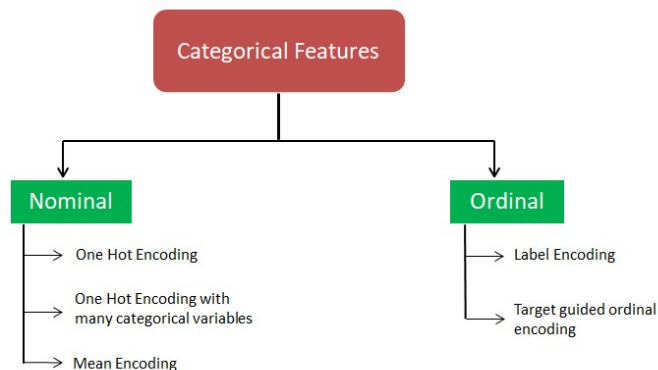 Categorical Features
Nominal
One Hot Encoding
One Hot Encoding with
many categorical variables
Mean Encoding
Ordinal
Label Encoding
Target guided ordinal
encoding